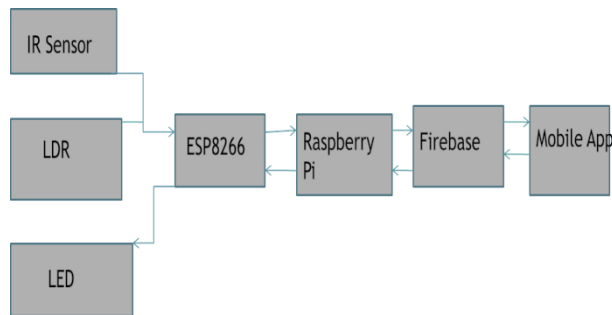 IR Sensor
LDR
LED
ESP8266
Raspberry
Pi
Firebase
Mobile App